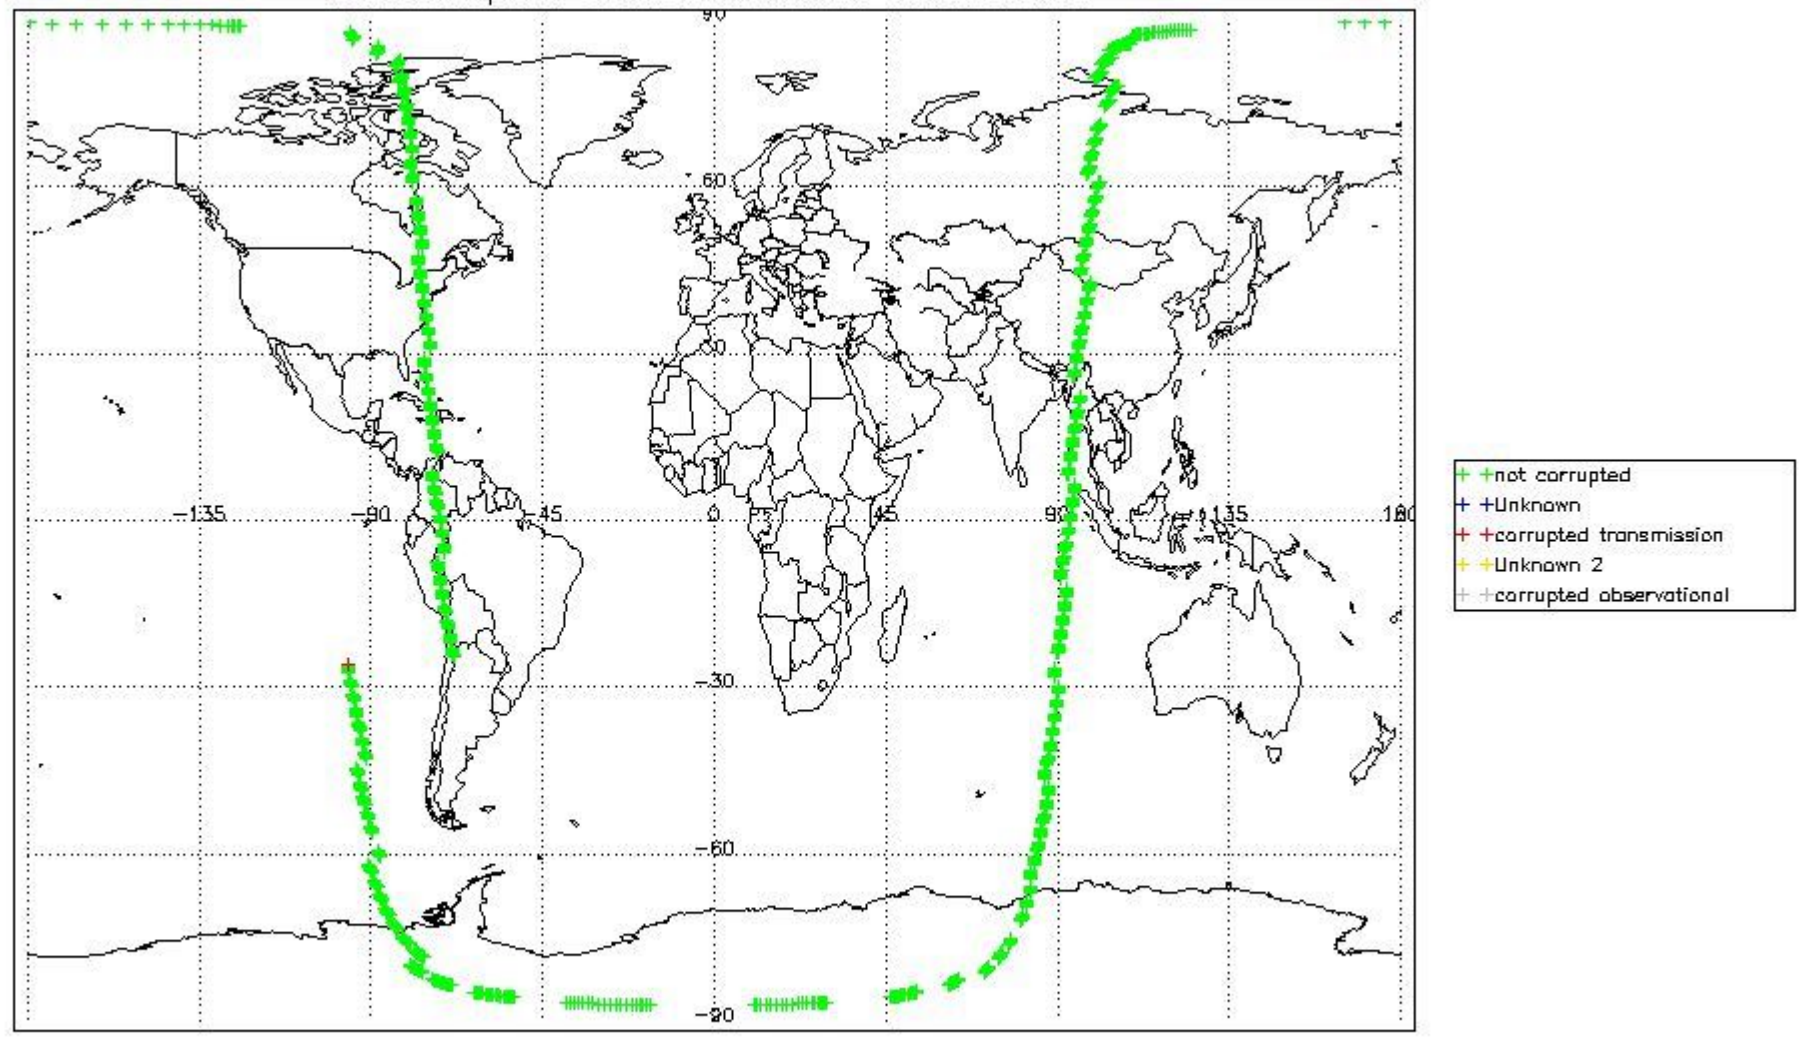 90
60
30
-135
-90
-45
0
45
90
135
180
-30
-60
-90
not corrupted
Unknown
corrupted transmission
Unknown 2
corrupted observational